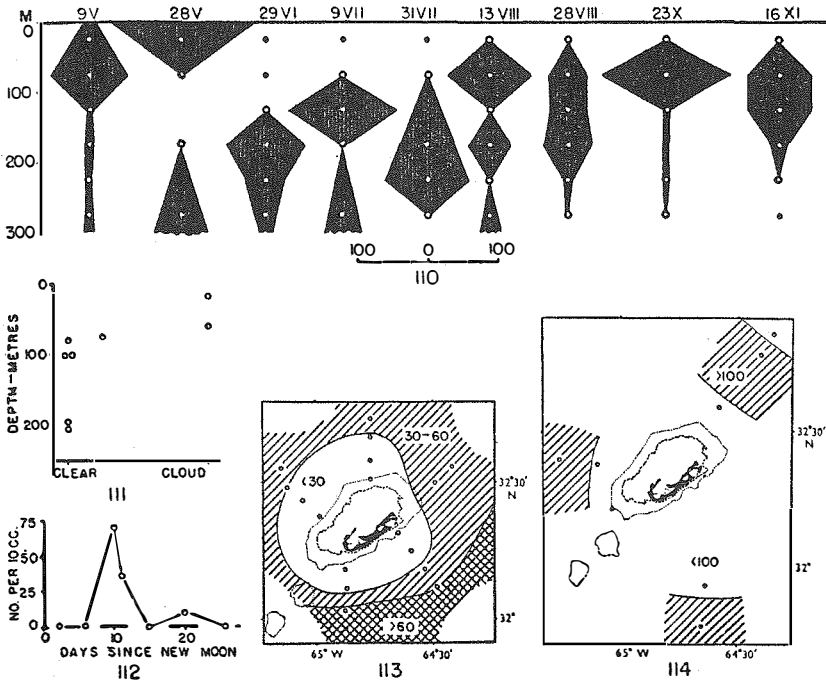 M 9V 28V 29VI 9VII 31VII 13VIII 28VIII 23X 16XI
0
100
200
300
100 0 100
110
0
100
200
DEPTH-METRES
CLEAR CLOUD
111
75
50
25
0
NO. PER 10CC.
0 10 20
DAYS SINCE NEW MOON
112
30-60
<30
>60
32°30'
N
32°
65° W 64°30'
113
>100
<100
32°30'
N
32°
65° W 64°30'
114